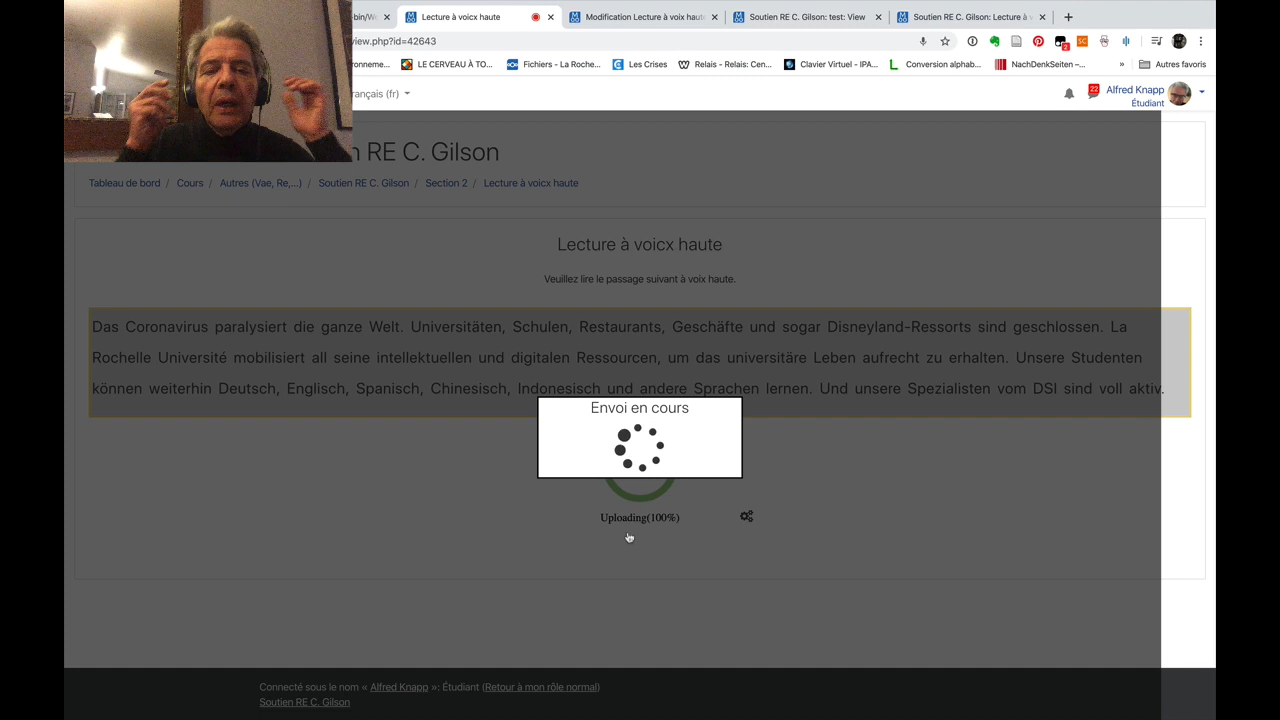 -bin/We
Lecture à voicx haute
Modification Lecture à voix haut
Soutien RE C. Gilson: test: View
Soutien RE C. Gilson: Lecture à v
view.php?id=42643
2
SC
ronneme...
LE CERVEAU À TO...
Fichiers - La Roche...
Les Crises
Relais - Relais: Cen...
Clavier Virtuel - IPA...
Conversion alphab...
NachDenkSeiten –...
»
Autres favoris
rançais (fr)
22
Alfred Knapp
Étudiant
n RE C. Gilson
Tableau de bord / Cours / Autres (Vae, Re,...) / Soutien RE C. Gilson / Section 2 / Lecture à voicx haute
Lecture à voicx haute
Veuillez lire le passage suivant à voix haute.
Das Coronavirus paralysiert die ganze Welt. Universitäten, Schulen, Restaurants, Geschäfte und sogar Disneyland-Ressorts sind geschlossen. La
Rochelle Université mobilisiert all seine intellektuellen und digitalen Ressourcen, um das universitäre Leben aufrecht zu erhalten. Unsere Studenten
können weiterhin Deutsch, Englisch, Spanisch, Chinesisch, Indonesisch und andere Sprachen lernen. Und unsere Spezialisten vom DSI sind voll aktiv.
Envoi en cours
Uploading(100%)
Connecté sous le nom « Alfred Knapp »: Étudiant (Retour à mon rôle normal)
Soutien RE C. Gilson